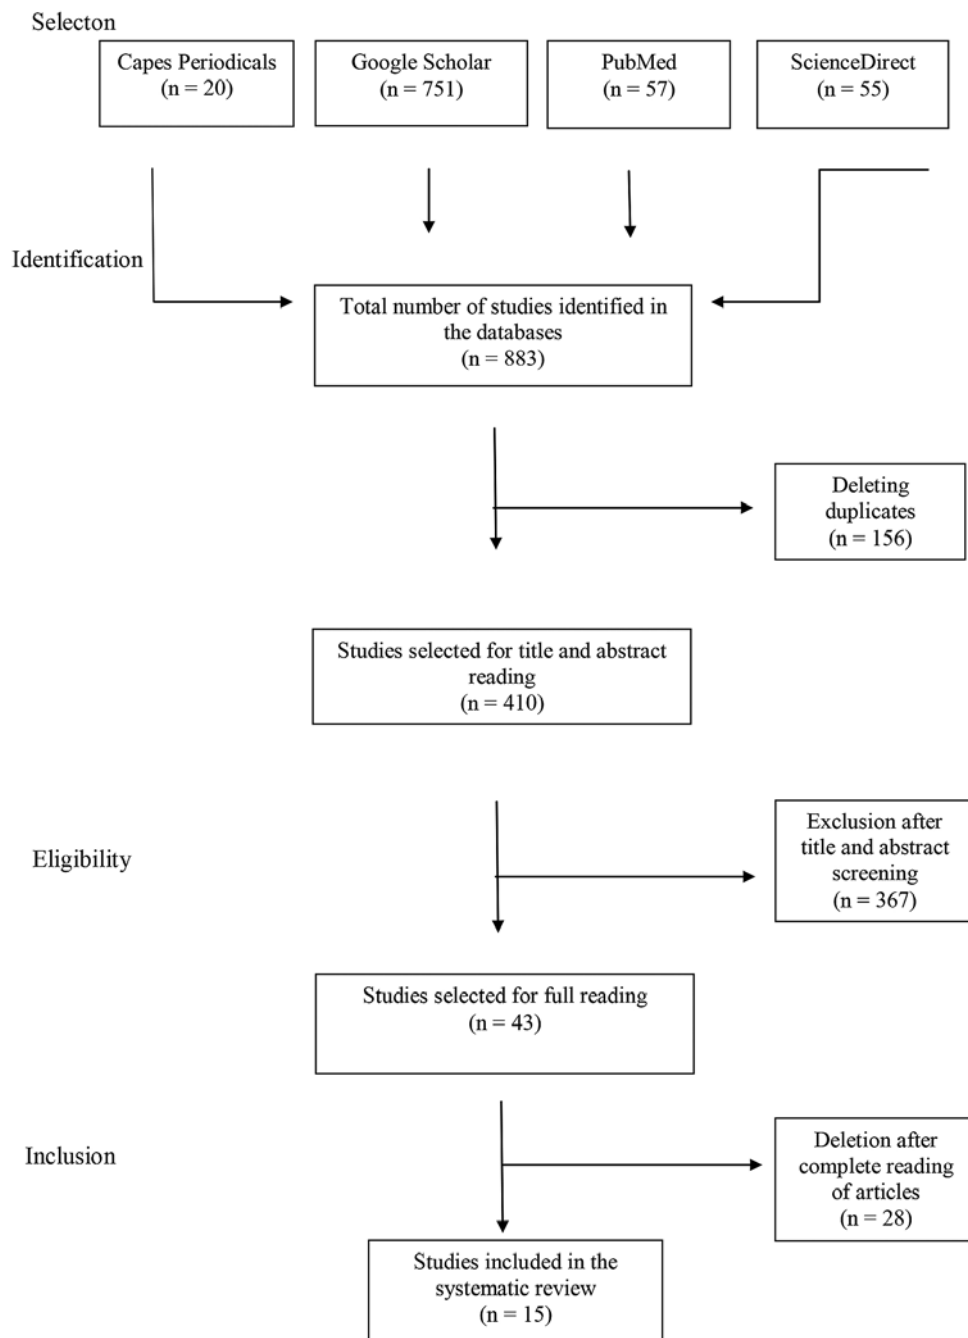 Selecton
Capes Periodicals
(n = 20)
Google Scholar
(n = 751)
PubMed
(n = 57)
ScienceDirect
(n = 55)
Identification
Total number of studies identified in
the databases
(n = 883)
Deleting
duplicates
(n = 156)
Studies selected for title and abstract
reading
(n = 410)
Eligibility
Exclusion after
title and abstract
screening
(n = 367)
Studies selected for full reading
(n = 43)
Inclusion
Deletion after
complete reading
of articles
(n = 28)
Studies included in the
systematic review
(n = 15)